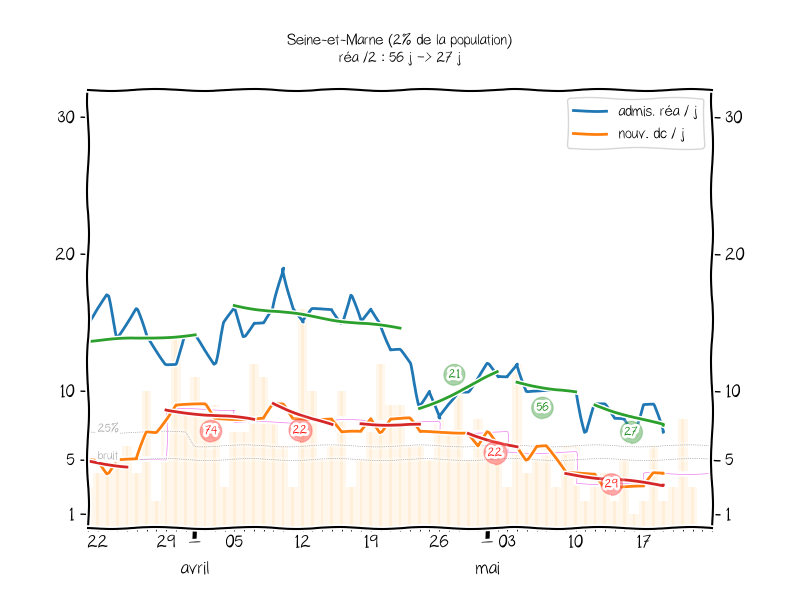 Seine-et-Marne (2% de la population)
réa /2 : 56 j -> 27 j
admis. réa / j
nouv. dc / j
30
30
20
20
10
10
5
5
1
1
25%
bruit
21
56
27
74
22
22
29
22 29 05 12 19 26 03 10 17
avril mai